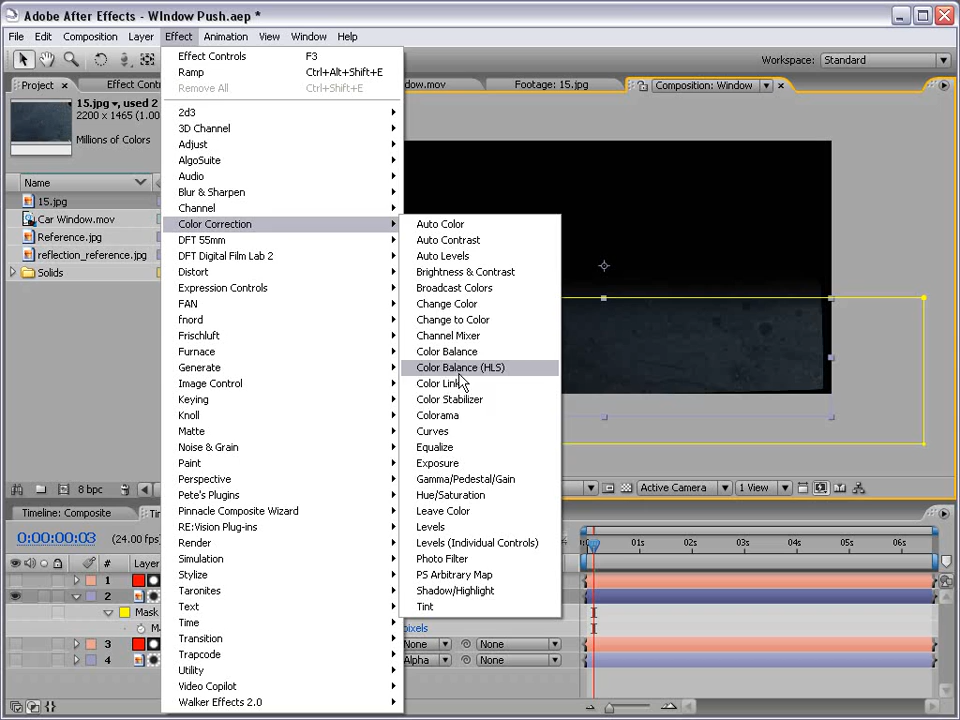 Adobe After Effects - WIndow Push.aep *
File Edit Composition Layer Effect Animation View Window Help
Workspace: Standard
Project Effect Contr
dow.mov
Footage: 15.jpg
Composition: Window
15.jpg , used 2
2200 x 1465 (1.00
Millions of Colors
Name
15.jpg
Car Window.mov
Reference.jpg
reflection_reference.jpg
Solids
8 bpc
Effect Controls F3
Ramp Ctrl+Alt+Shift+E
Remove All Ctrl+Shift+E
2d3
3D Channel
Adjust
AlgoSuite
Audio
Blur & Sharpen
Channel
Color Correction
DFT 55mm
DFT Digital Film Lab 2
Distort
Expression Controls
FAN
fnord
Frischluft
Furnace
Generate
Image Control
Keying
Knoll
Matte
Noise & Grain
Paint
Perspective
Pete's Plugins
Pinnacle Composite Wizard
RE:Vision Plug-ins
Render
Simulation
Stylize
Taronites
Text
Time
Transition
Trapcode
Utility
Video Copilot
Walker Effects 2.0
Auto Color
Auto Contrast
Auto Levels
Brightness & Contrast
Broadcast Colors
Change Color
Change to Color
Channel Mixer
Color Balance
Color Balance (HLS)
Color Link
Color Stabilizer
Colorama
Curves
Equalize
Exposure
Gamma/Pedestal/Gain
Hue/Saturation
Leave Color
Levels
Levels (Individual Controls)
Photo Filter
PS Arbitrary Map
Shadow/Highlight
Tint
Active Camera 1 View
Timeline: Composite Tin
0:00:00:03 (24.00 fps)
# Layer
01s 02s 03s 04s 05s 06s
1
2
Mask
M
pixels
3 None None
4 Alpha None